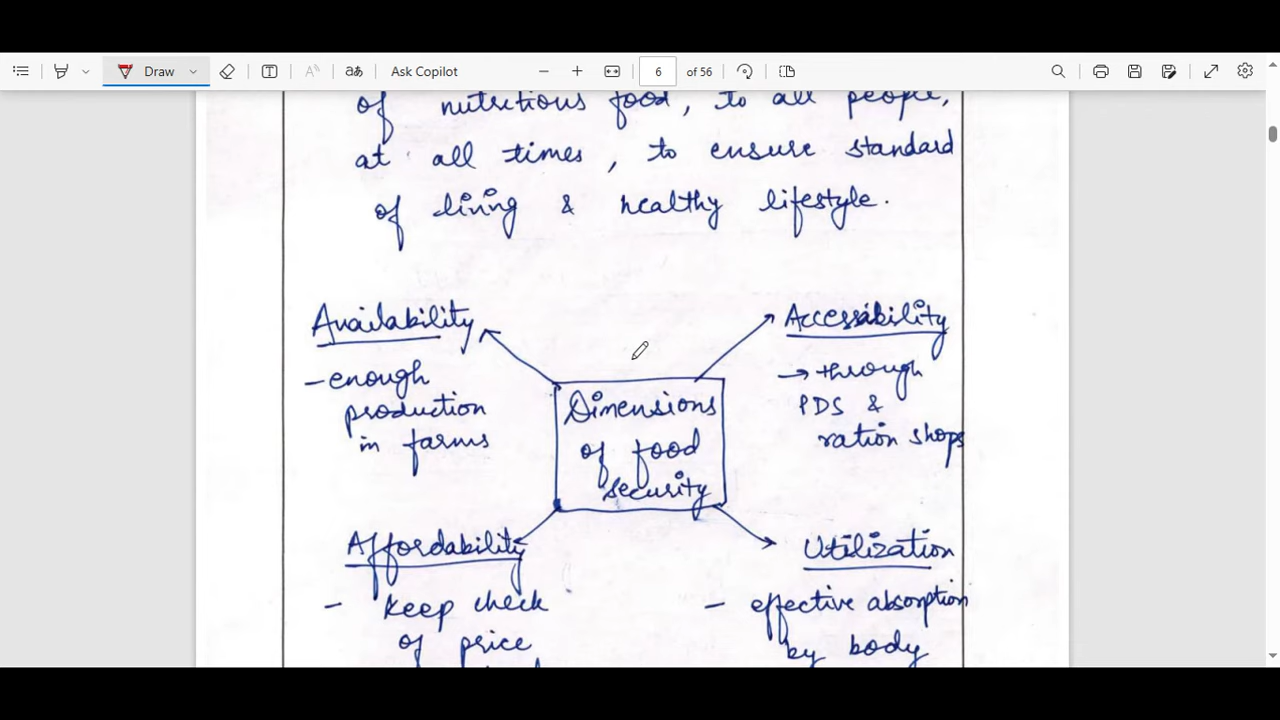 Draw
aあ
Ask Copilot
6 of 56
of nutritious food, to all people,
at all times, to ensure standard
of living & healthy lifestyle.
Availability
- enough
production
in farms
Accessibility
→ through
PDS &
ration shops
Dimensions
of food
security
Affordability
- keep check
of price
Utilization
- effective absorption
by body